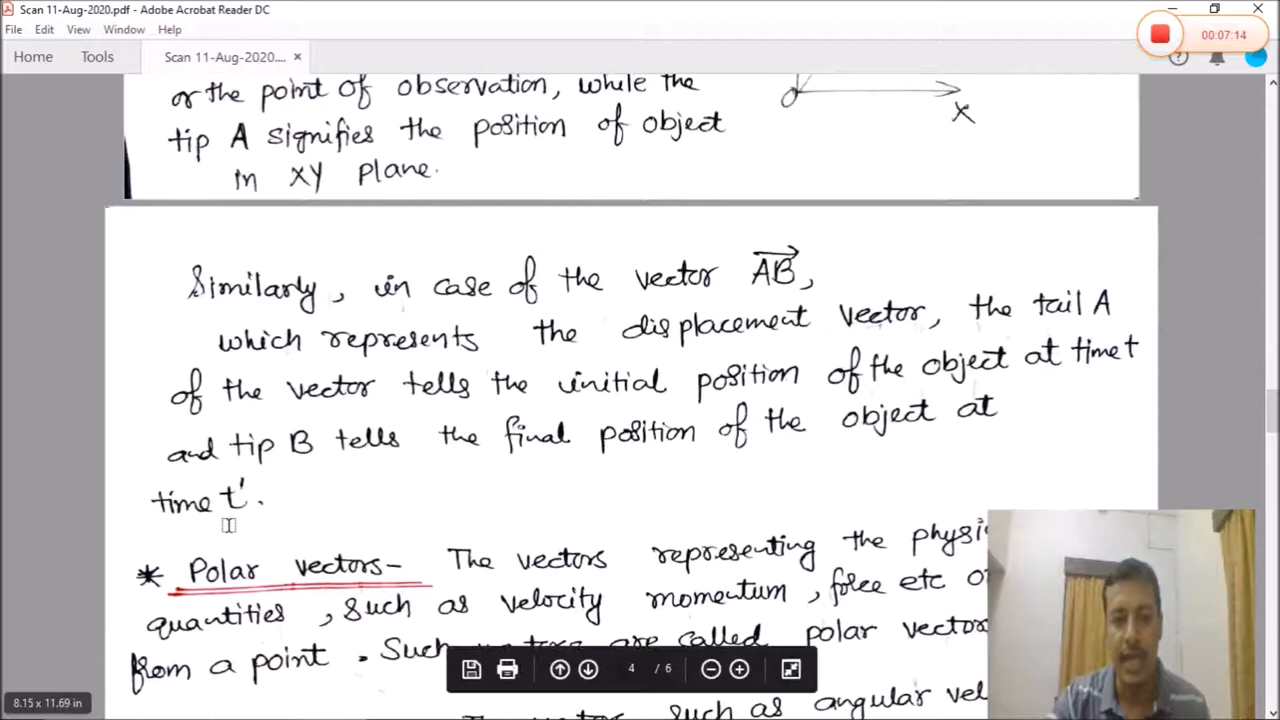 Scan 11-Aug-2020.pdf - Adobe Acrobat Reader DC
File Edit View Window Help
00:07:14
Home Tools Scan 11-Aug-2020....
or the point of observation, while the
tip A signifies the position of object
in XY plane.
O
X
Similarly, in case of the vector AB,
which represents the displacement vector, the tail A
of the vector tells the initial position of the object at time t
and tip B tells the final position of the object at
time t'.
* Polar vectors- The vectors representing the physi
quantities, such as velocity momentum, force etc
from a point. Such vectors are called polar vector
such as angular vel
4 / 6
8.15 x 11.69 in